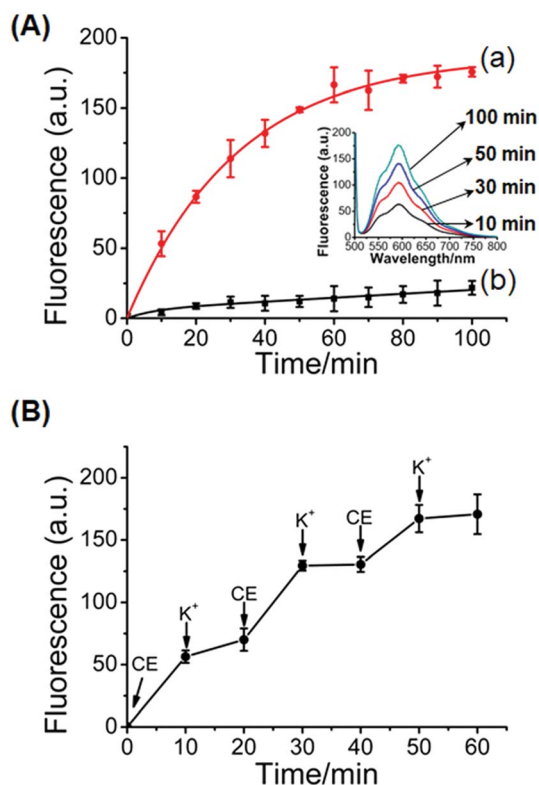 (A)
200
150
100
50
0
Fluorescence (a.u.)
0 20 40 60 80 100
Time/min
(a)
(b)
200
150
100
50
0
Fluorescence (a.u.)
500 550 600 650 700 750 800
Wavelength/nm
100 min
50 min
30 min
10 min
(B)
200
150
100
50
0
Fluorescence (a.u.)
CE
K⁺
CE
K⁺
CE
K⁺
0 10 20 30 40 50 60
Time/min